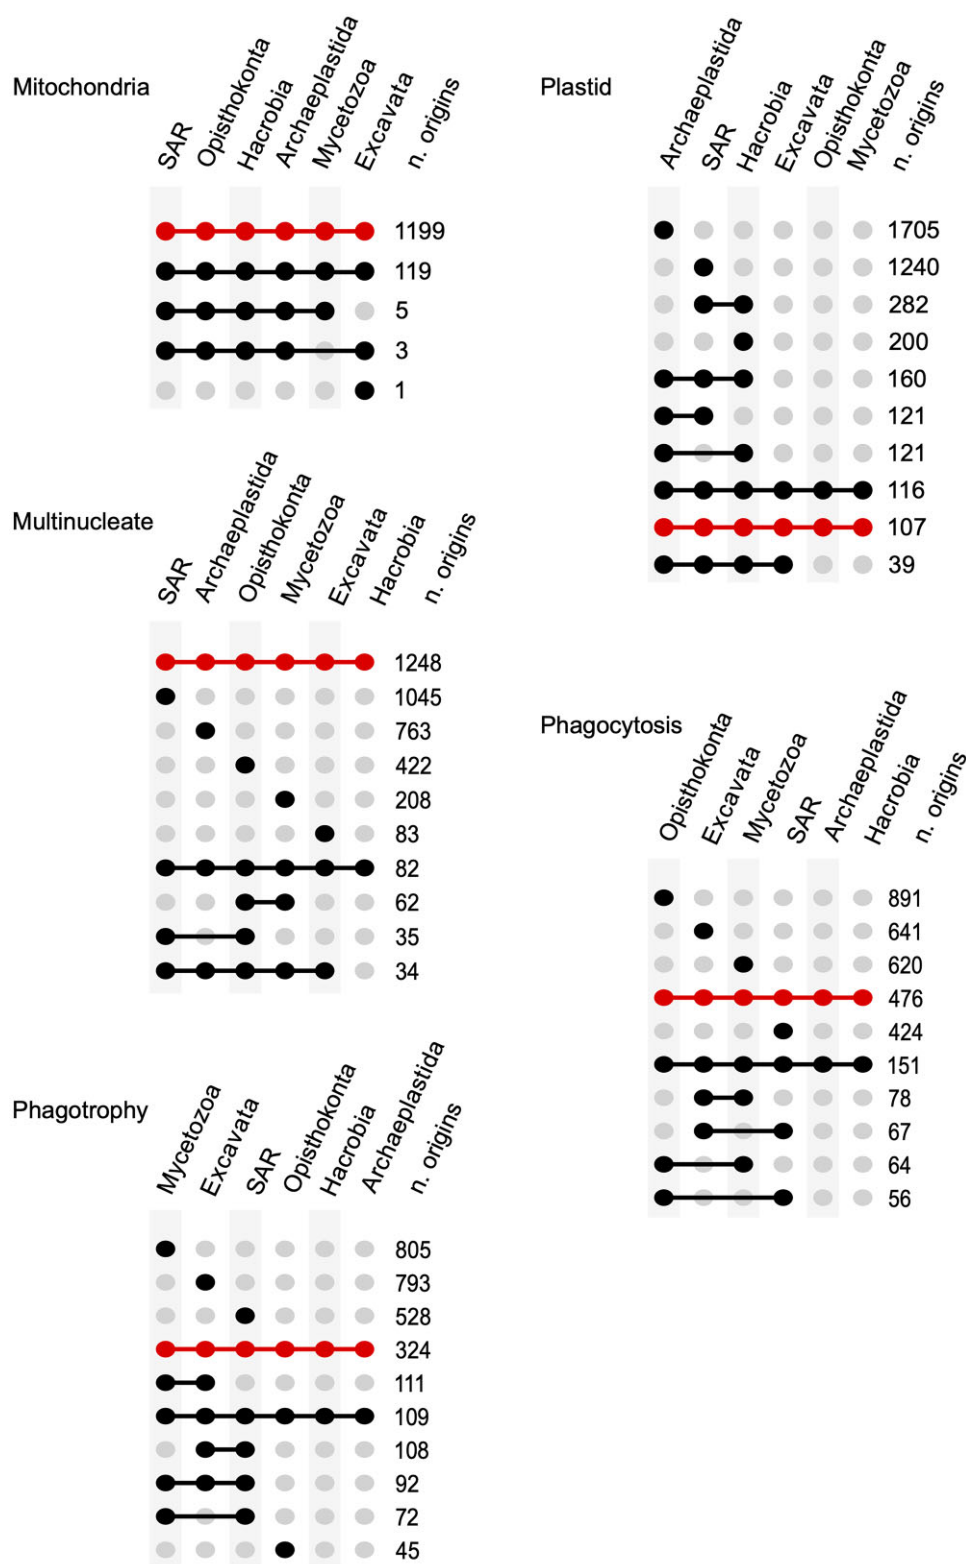 Mitochondria
SAR
Opisthokonta
Hacrobia
Archaeplastida
Mycetozoa
Excavata
n. origins
1199
119
5
3
1
Multinucleate
SAR
Archaeplastida
Opisthokonta
Mycetozoa
Excavata
Hacrobia
n. origins
1248
1045
763
422
208
83
82
62
35
34
Phagotrophy
Mycetozoa
Excavata
SAR
Opisthokonta
Hacrobia
Archaeplastida
n. origins
805
793
528
324
111
109
108
92
72
45
Plastid
Archaeplastida
SAR
Hacrobia
Excavata
Opisthokonta
Mycetozoa
n. origins
1705
1240
282
200
160
121
121
116
107
39
Phagocytosis
Opisthokonta
Excavata
Mycetozoa
SAR
Archaeplastida
Hacrobia
n. origins
891
641
620
476
424
151
78
67
64
56